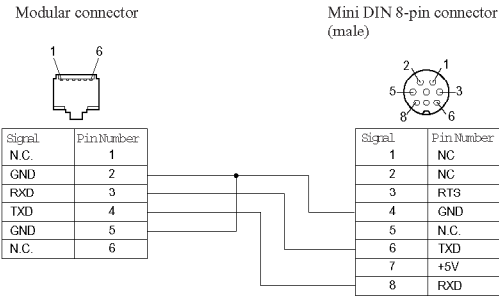 Modular connector
Mini DIN 8-pin connector
(male)
1 6
2 1
5 3
8 6
Signal Pin Number
N.C. 1
GND 2
RXD 3
TXD 4
GND 5
N.C. 6
Signal Pin Number
1 NC
2 NC
3 RTS
4 GND
5 N.C.
6 TXD
7 +5V
8 RXD